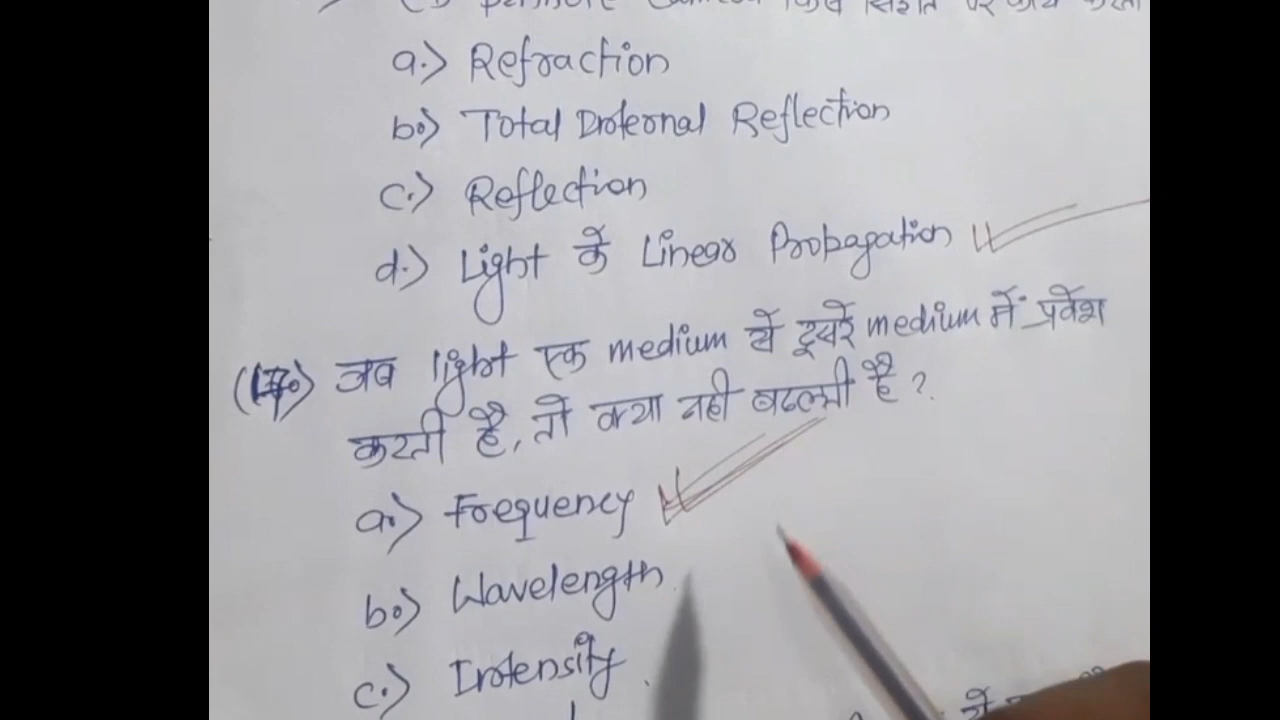 a.) Refraction
b.) Total Internal Reflection
c.) Reflection
d.) Light के Linear Propagation
(17.) जब light एक medium से दूसरे medium में प्रवेश
करती है, तो क्या नही बदलती है ?
a.) Frequency
b.) Wavelength
c.) Intensity